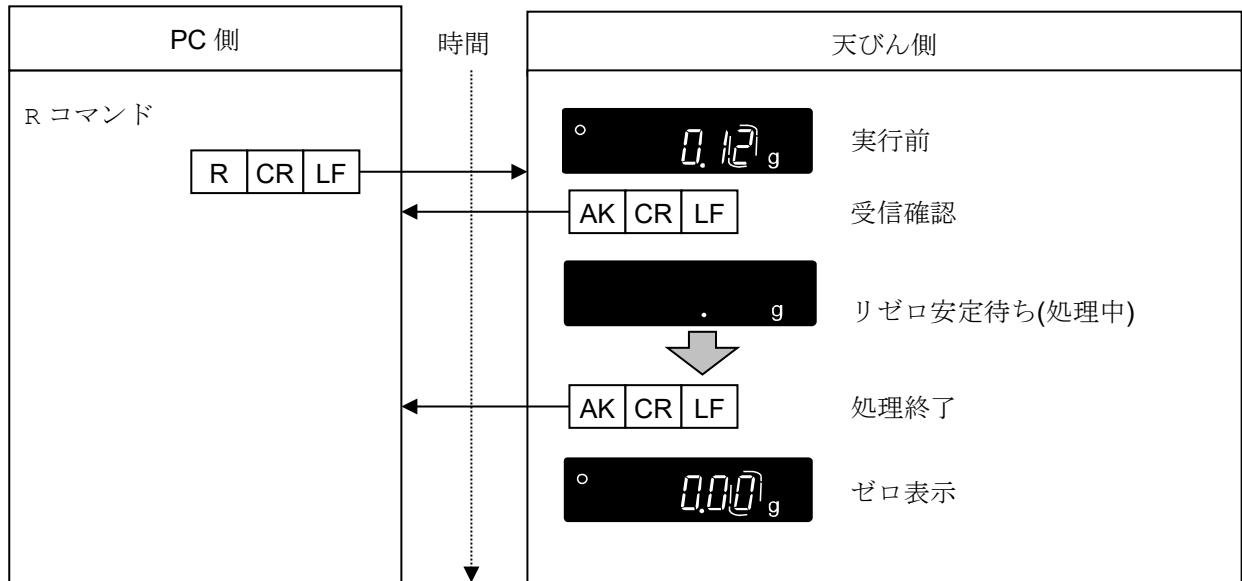 PC 側
時間
天びん側
R コマンド
0.12 g
実行前
R CR LF
AK CR LF
受信確認
. g
リゼロ安定待ち(処理中)
AK CR LF
処理終了
0.00 g
ゼロ表示